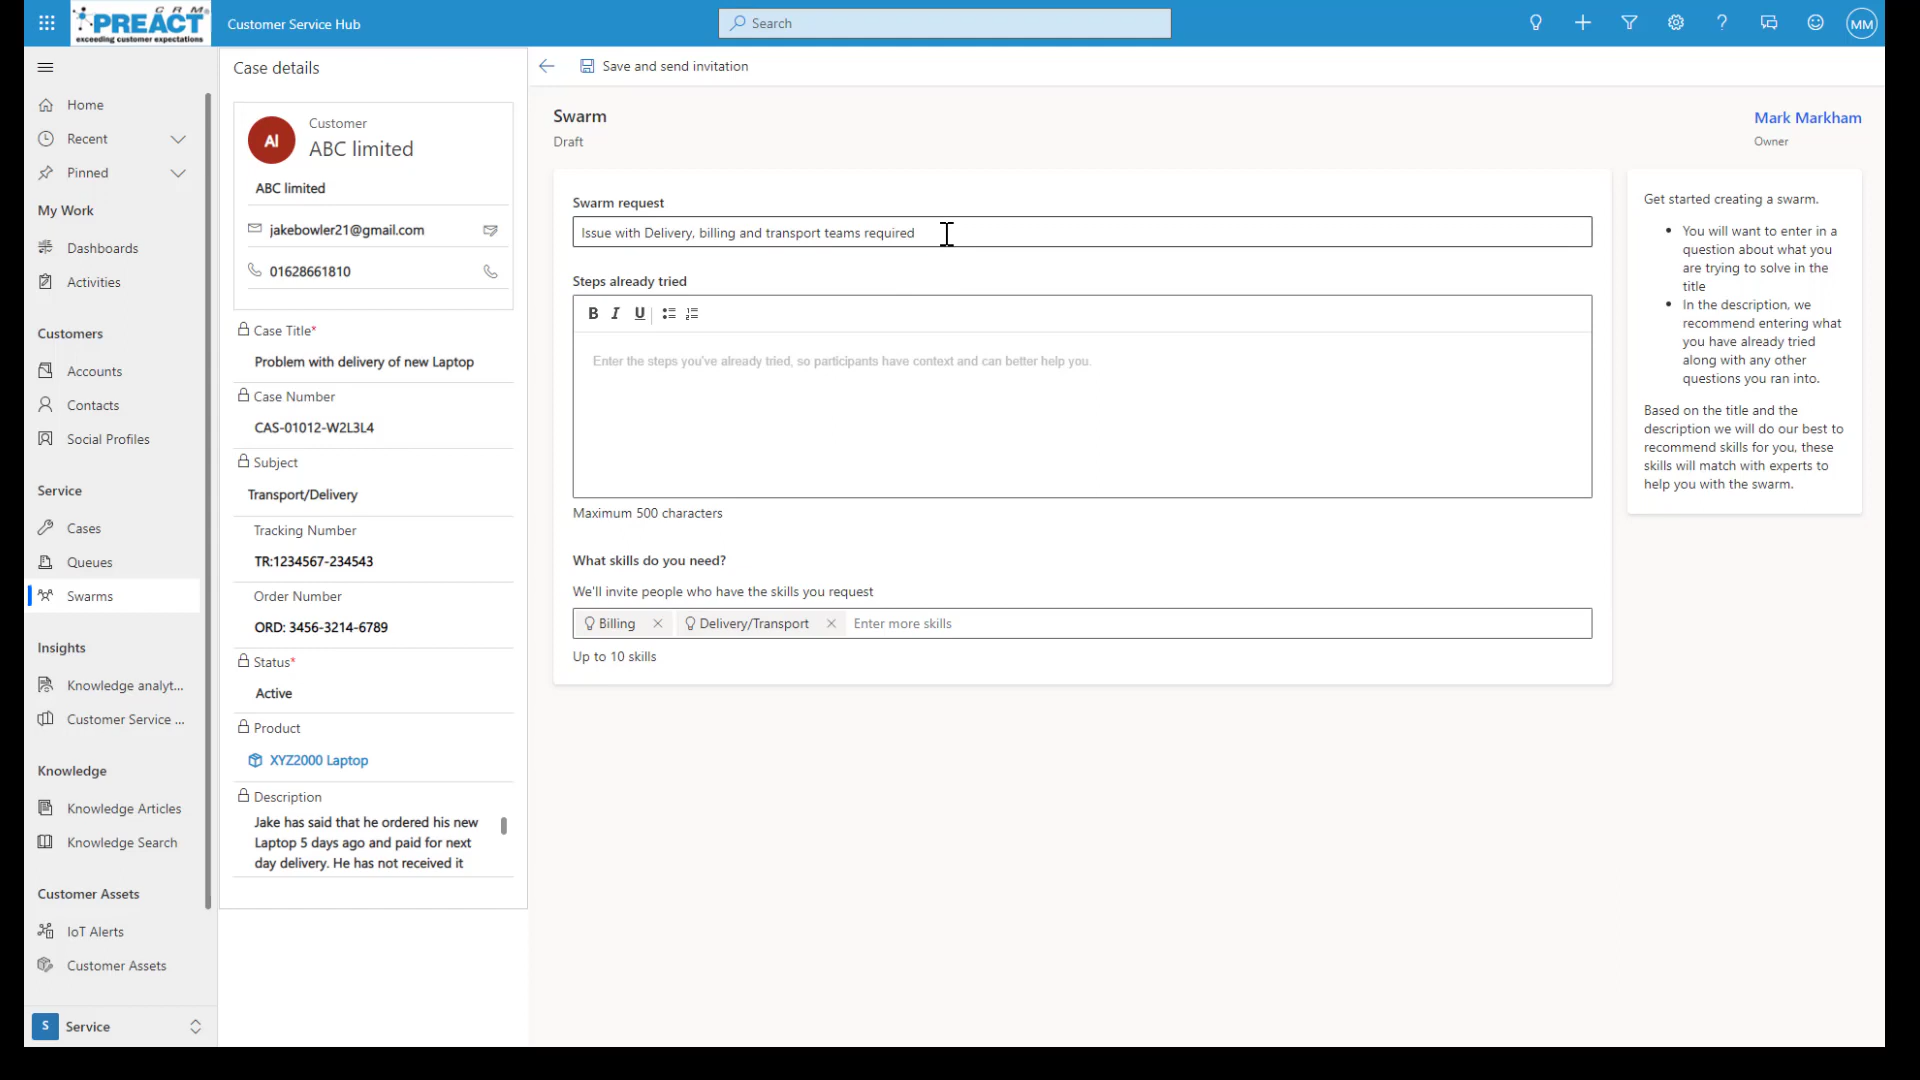 C R M®
PREACT
exceeding customer expectations
Customer Service Hub
Search
MM
Home
Recent
Pinned
My Work
Dashboards
Activities
Customers
Accounts
Contacts
Social Profiles
Service
Cases
Queues
Swarms
Insights
Knowledge analyt...
Customer Service ...
Knowledge
Knowledge Articles
Knowledge Search
Customer Assets
IoT Alerts
Customer Assets
S Service
Case details
AI
Customer
ABC limited
ABC limited
jakebowler21@gmail.com
01628661810
Case Title*
Problem with delivery of new Laptop
Case Number
CAS-01012-W2L3L4
Subject
Transport/Delivery
Tracking Number
TR:1234567-234543
Order Number
ORD: 3456-3214-6789
Status*
Active
Product
XYZ2000 Laptop
Description
Jake has said that he ordered his new
Laptop 5 days ago and paid for next
day delivery. He has not received it
Save and send invitation
Swarm
Draft
Mark Markham
Owner
Swarm request
Issue with Delivery, billing and transport teams required
Steps already tried
B I U
Enter the steps you've already tried, so participants have context and can better help you.
Maximum 500 characters
What skills do you need?
We'll invite people who have the skills you request
Billing Delivery/Transport Enter more skills
Up to 10 skills
Get started creating a swarm.
• You will want to enter in a
question about what you
are trying to solve in the
title
• In the description, we
recommend entering what
you have already tried
along with any other
questions you ran into.
Based on the title and the
description we will do our best to
recommend skills for you, these
skills will match with experts to
help you with the swarm.